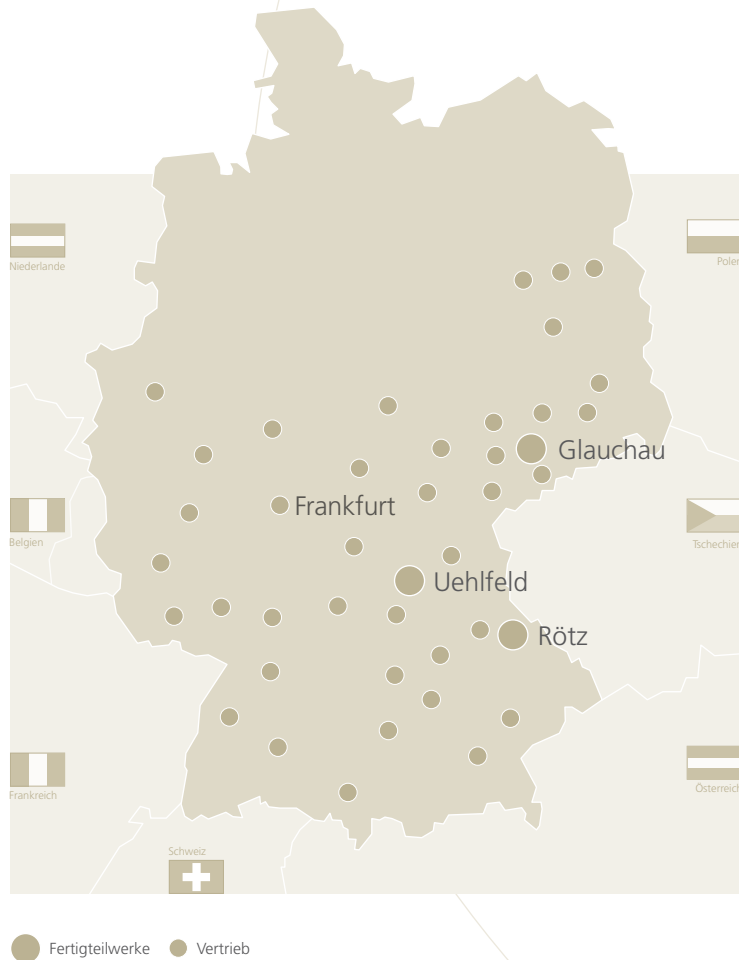 Niederlande
Polen
Glauchau
Frankfurt
Belgien
Tschechien
Uehlfeld
Rötz
Frankreich
Österreich
Schweiz
Fertigteilwerke
Vertrieb